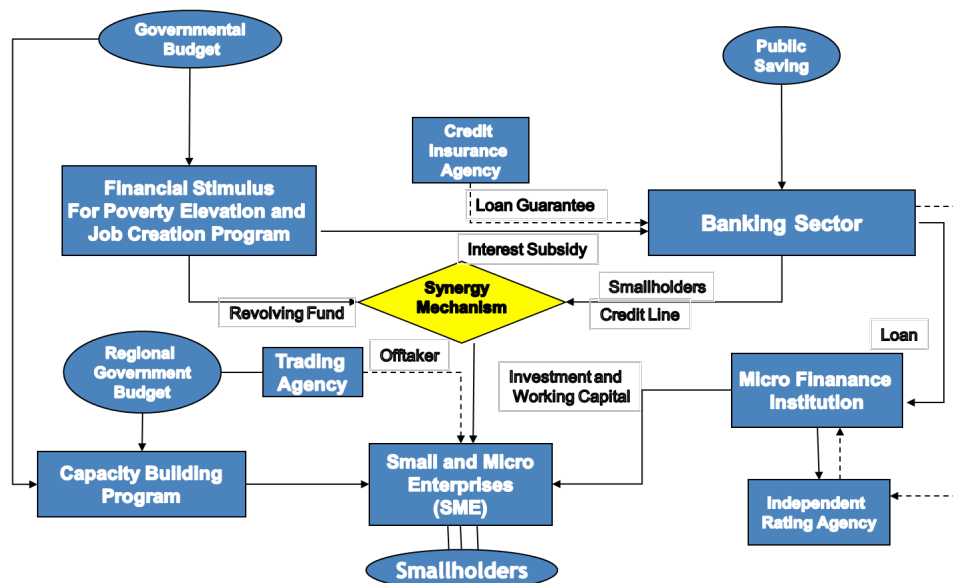 Governmental
Budget
Public
Saving
Credit
Insurance
Agency
Financial Stimulus
For Poverty Elevation and
Job Creation Program
Loan Guarantee
Banking Sector
Interest Subsidy
Synergy
Mechanism
Smallholders
Revolving Fund
Credit Line
Loan
Regional
Government
Budget
Trading
Agency
Offtaker
Investment and
Working Capital
Micro Finanance
Institution
Capacity Building
Program
Small and Micro
Enterprises
(SME)
Independent
Rating Agency
Smallholders